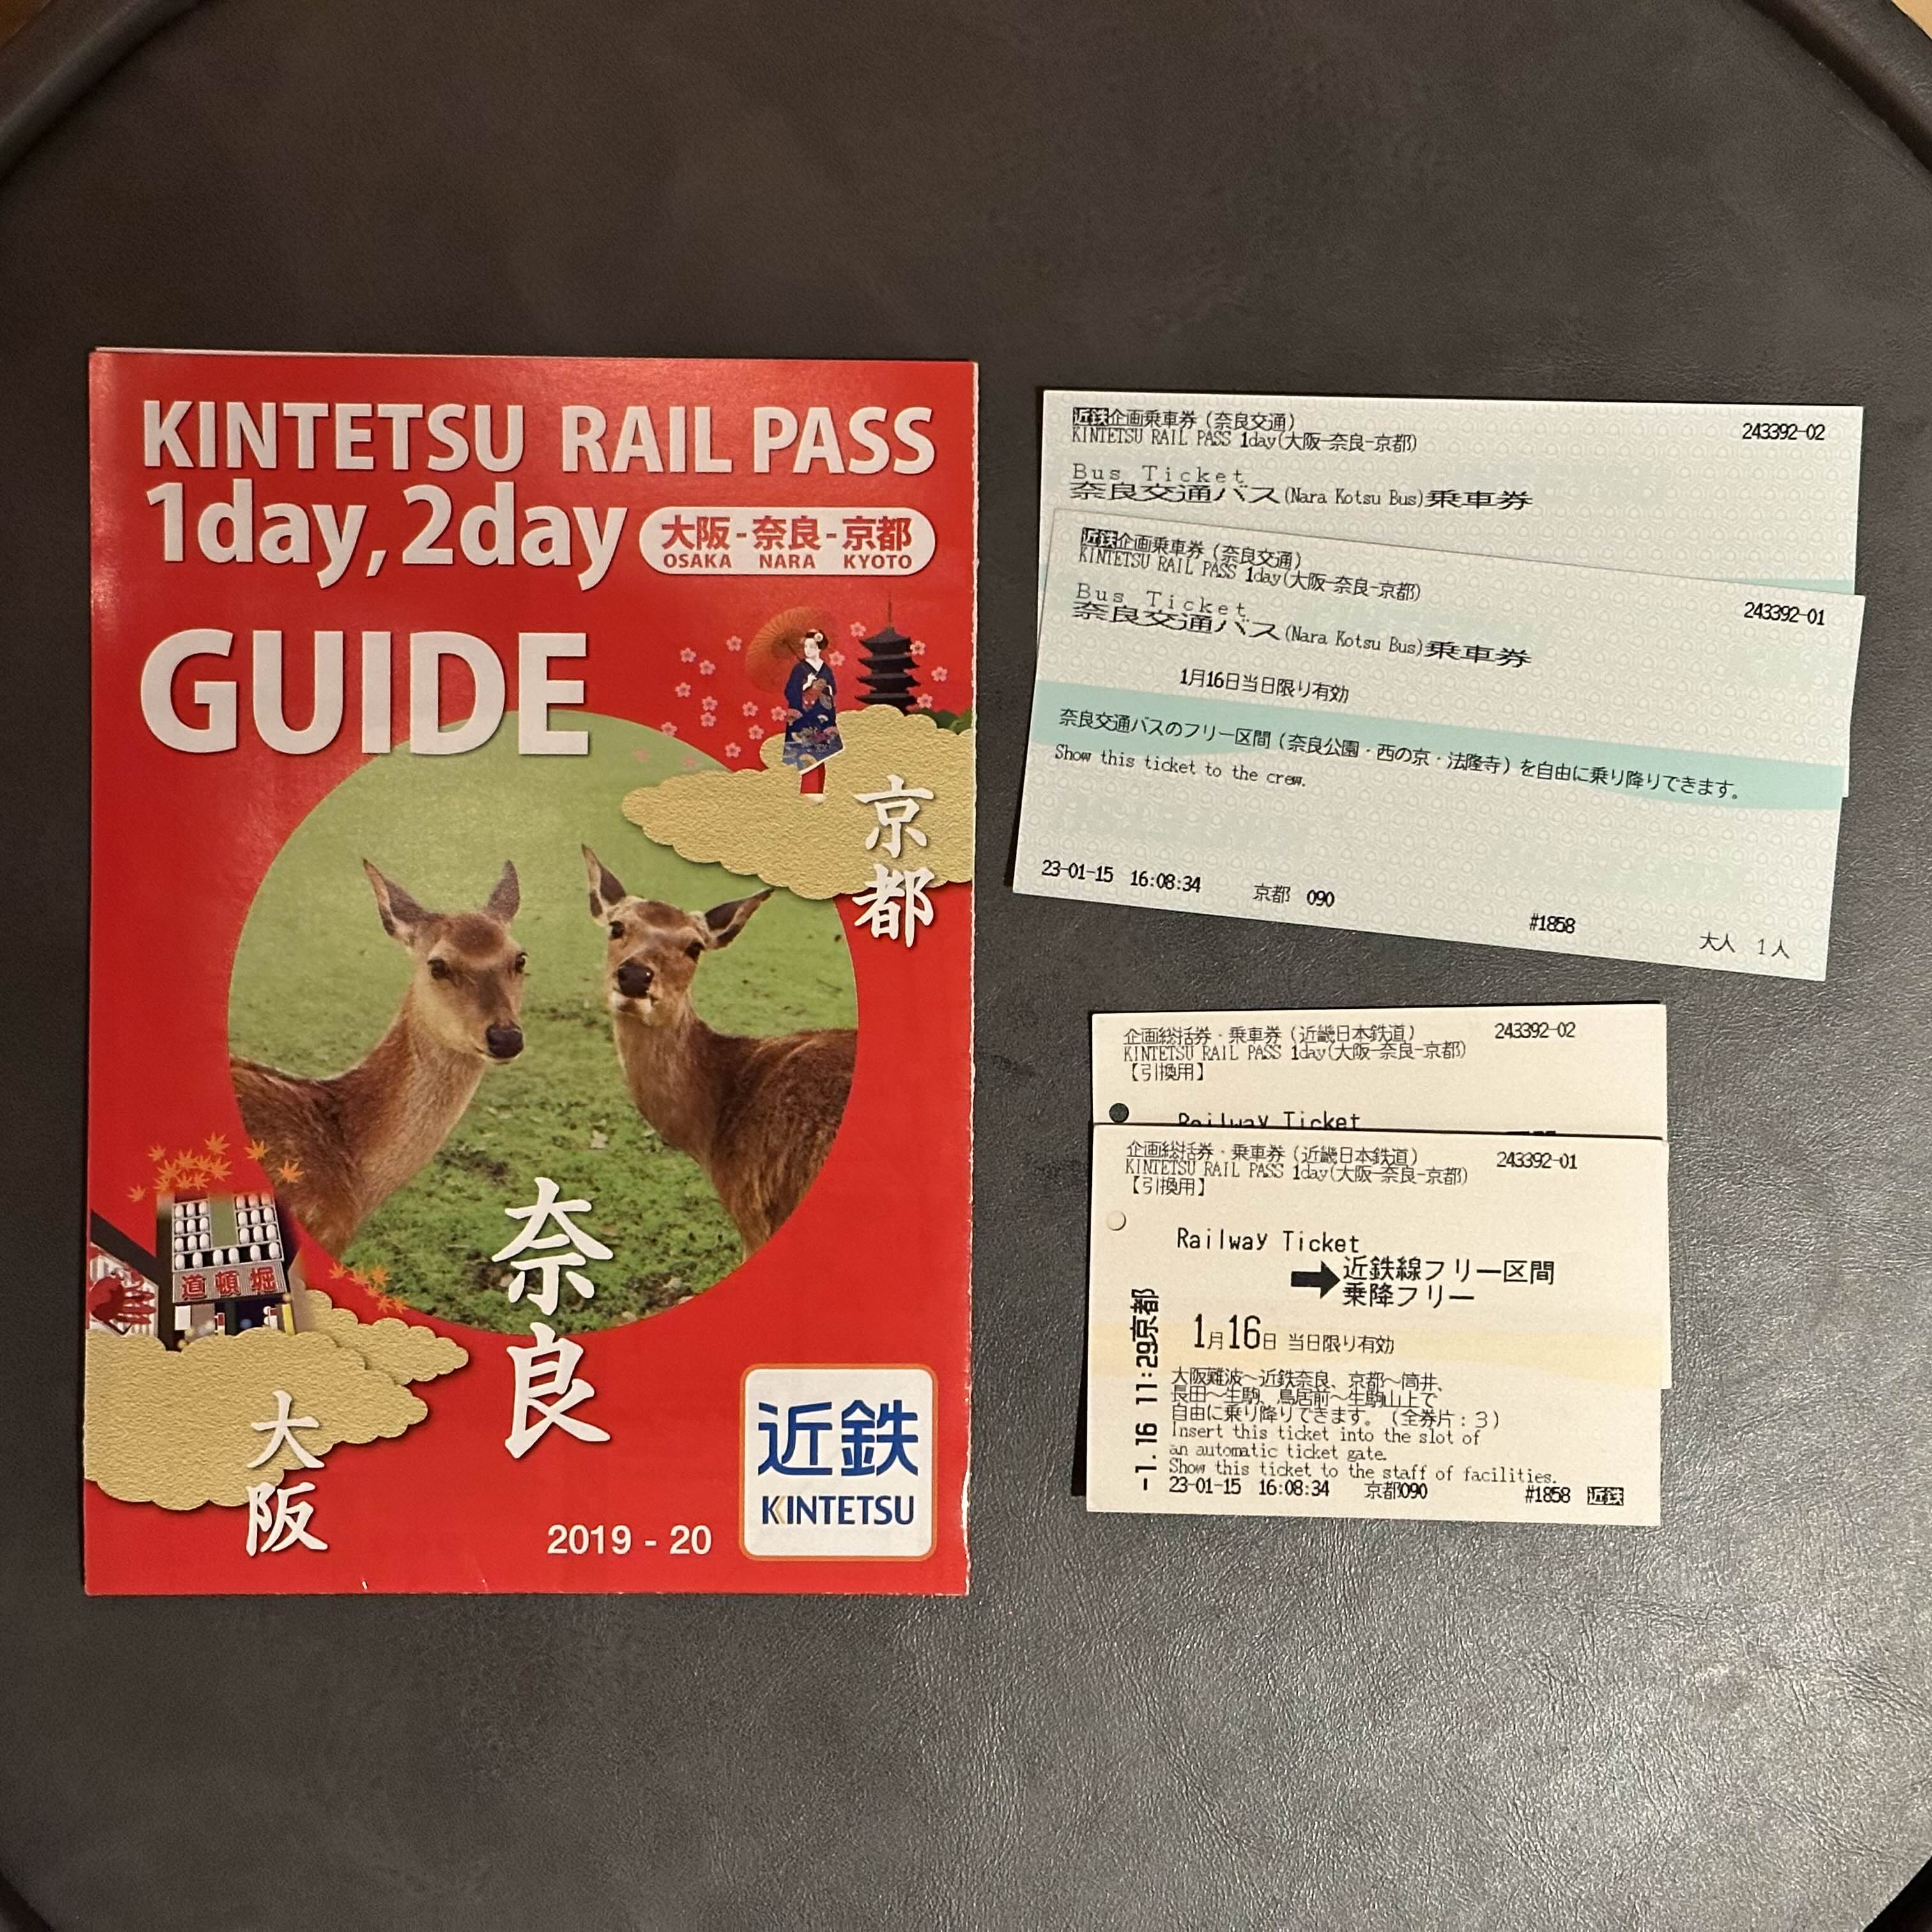 KINTETSU RAIL PASS
1day, 2day
大阪-奈良-京都
OSAKA NARA KYOTO
GUIDE
京都
奈良
道頓堀
大阪
近鉄
KINTETSU
2019 - 20
近鉄企画乗車券(奈良交通)
243392-02
KINTETSU RAIL PASS 1day(大阪-奈良-京都)
Bus Ticket
奈良交通バス(Nara Kotsu Bus)乗車券
近鉄企画乗車券(奈良交通)
KINTETSU RAIL PASS 1day(大阪-奈良-京都)
243392-01
Bus Ticket
奈良交通バス(Nara Kotsu Bus)乗車券
1月16日当日限り有効
奈良交通バスのフリー区間(奈良公園・西の京・法隆寺)を自由に乗り降りできます。
Show this ticket to the crew.
23-01-15 16:08:34 京都 090
#1858
大人 1人
企画総括券・乗車券(近畿日本鉄道) 243392-02
KINTETSU RAIL PASS 1day(大阪-奈良-京都)
【引換用】
Railway Ticket
企画総括券・乗車券(近畿日本鉄道) 243392-01
KINTETSU RAIL PASS 1day(大阪-奈良-京都)
【引換用】
Railway Ticket
➡近鉄線フリー区間
乗降フリー
1月16日 当日限り有効
大阪難波~近鉄奈良、京都~筒井、
長田~生駒、鳥居前~生駒山上で
自由に乗り降りできます。(全券片:3)
Insert this ticket into the slot of
an automatic ticket gate.
Show this ticket to the staff of facilities.
23-01-15 16:08:34 京都090 #1858 近鉄
-1.16 11:29京都